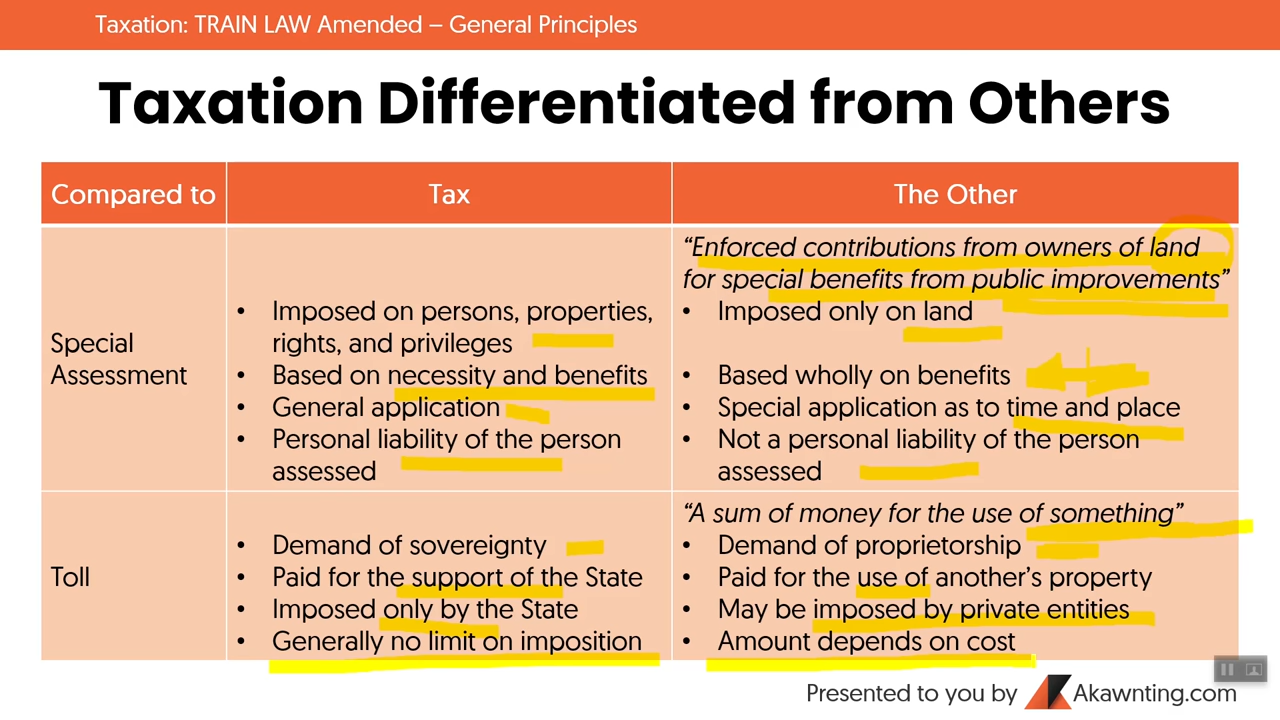 Taxation: TRAIN LAW Amended – General Principles
Taxation Differentiated from Others
Compared to
Tax
The Other
Special
Assessment
• Imposed on persons, properties,
rights, and privileges
• Based on necessity and benefits
• General application
• Personal liability of the person
assessed
“Enforced contributions from owners of land
for special benefits from public improvements”
• Imposed only on land
• Based wholly on benefits
• Special application as to time and place
• Not a personal liability of the person
assessed
Toll
• Demand of sovereignty
• Paid for the support of the State
• Imposed only by the State
• Generally no limit on imposition
“A sum of money for the use of something”
• Demand of proprietorship
• Paid for the use of another’s property
• May be imposed by private entities
• Amount depends on cost
Presented to you by Akawnting.com